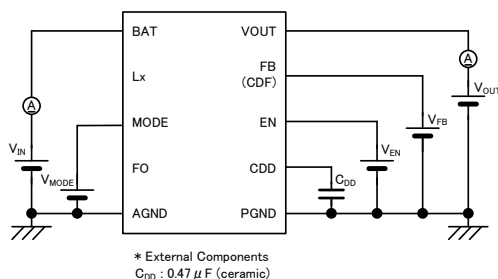 BAT
VOUT
A
Lx
FB
(CDF)
A
VOUT
MODE
EN
VFB
VIN
VEN
VMODE
FO
CDD
CDD
AGND
PGND
* External Components
CDD : 0.47 μF (ceramic)